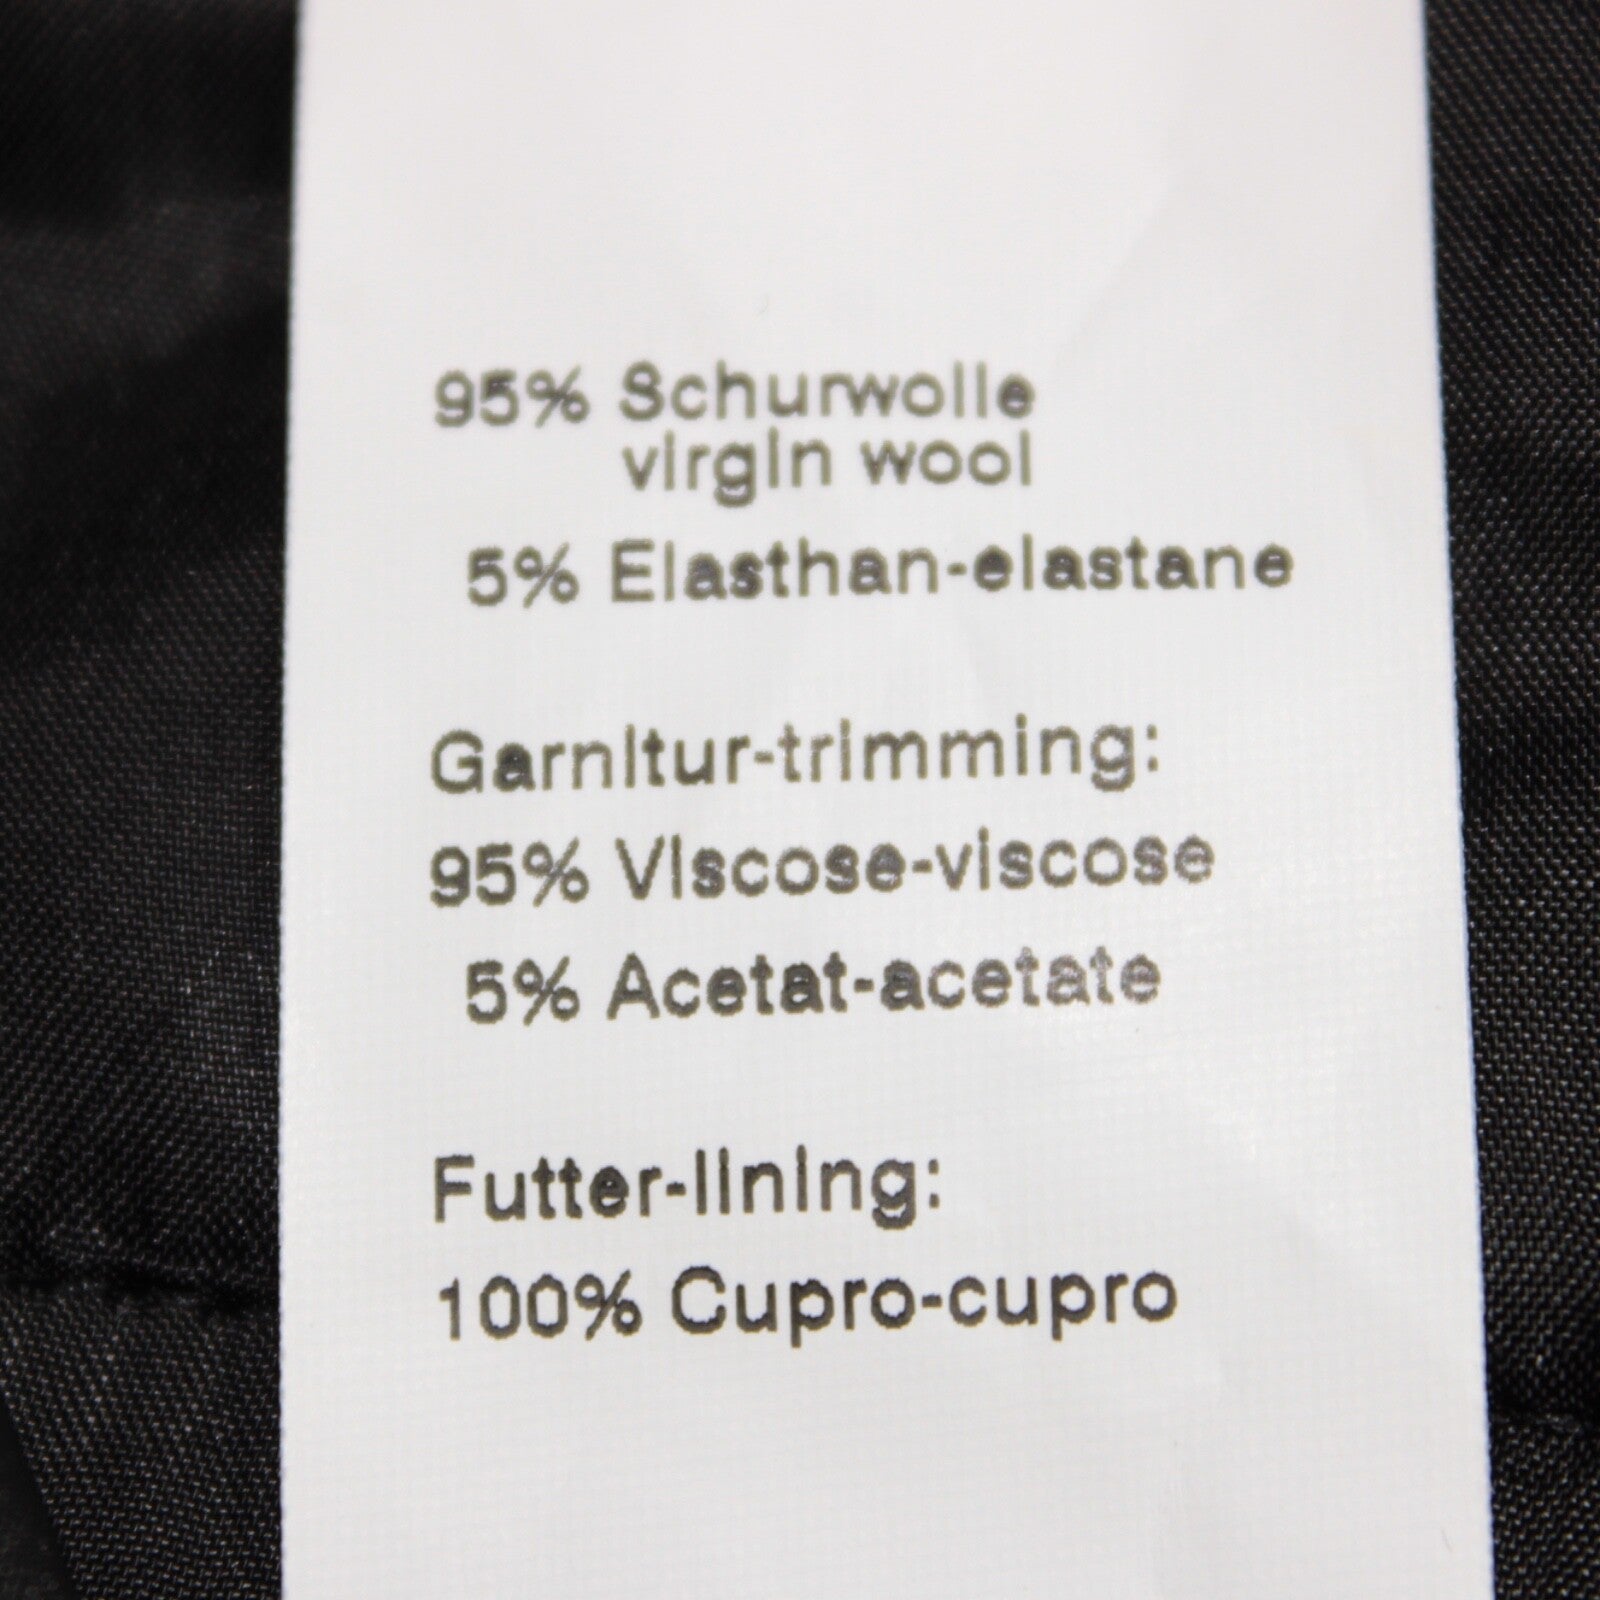 95% Schurwolle
virgin wool
5% Elasthan-elastane
Garnitur-trimming:
95% Viscose-viscose
5% Acetat-acetate
Futter-lining:
100% Cupro-cupro